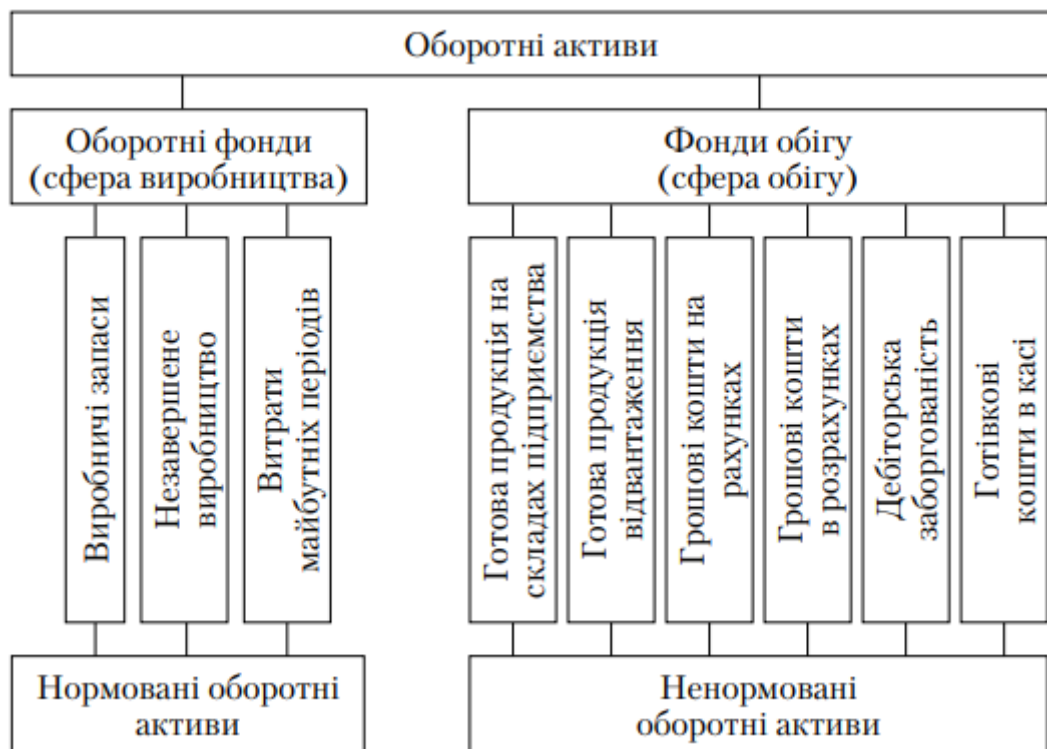 Оборотні активи
Оборотні фонди
(сфера виробництва)
Фонди обігу
(сфера обігу)
Виробничі запаси
Незавершене
виробництво
Витрати
майбутніх періодів
Готова продукція на
складах підприємства
Готова продукція
відвантаження
Грошові кошти на
рахунках
Грошові кошти
в розрахунках
Дебіторська
заборгованість
Готівкові
кошти в касі
Нормовані оборотні
активи
Ненормовані
оборотні активи